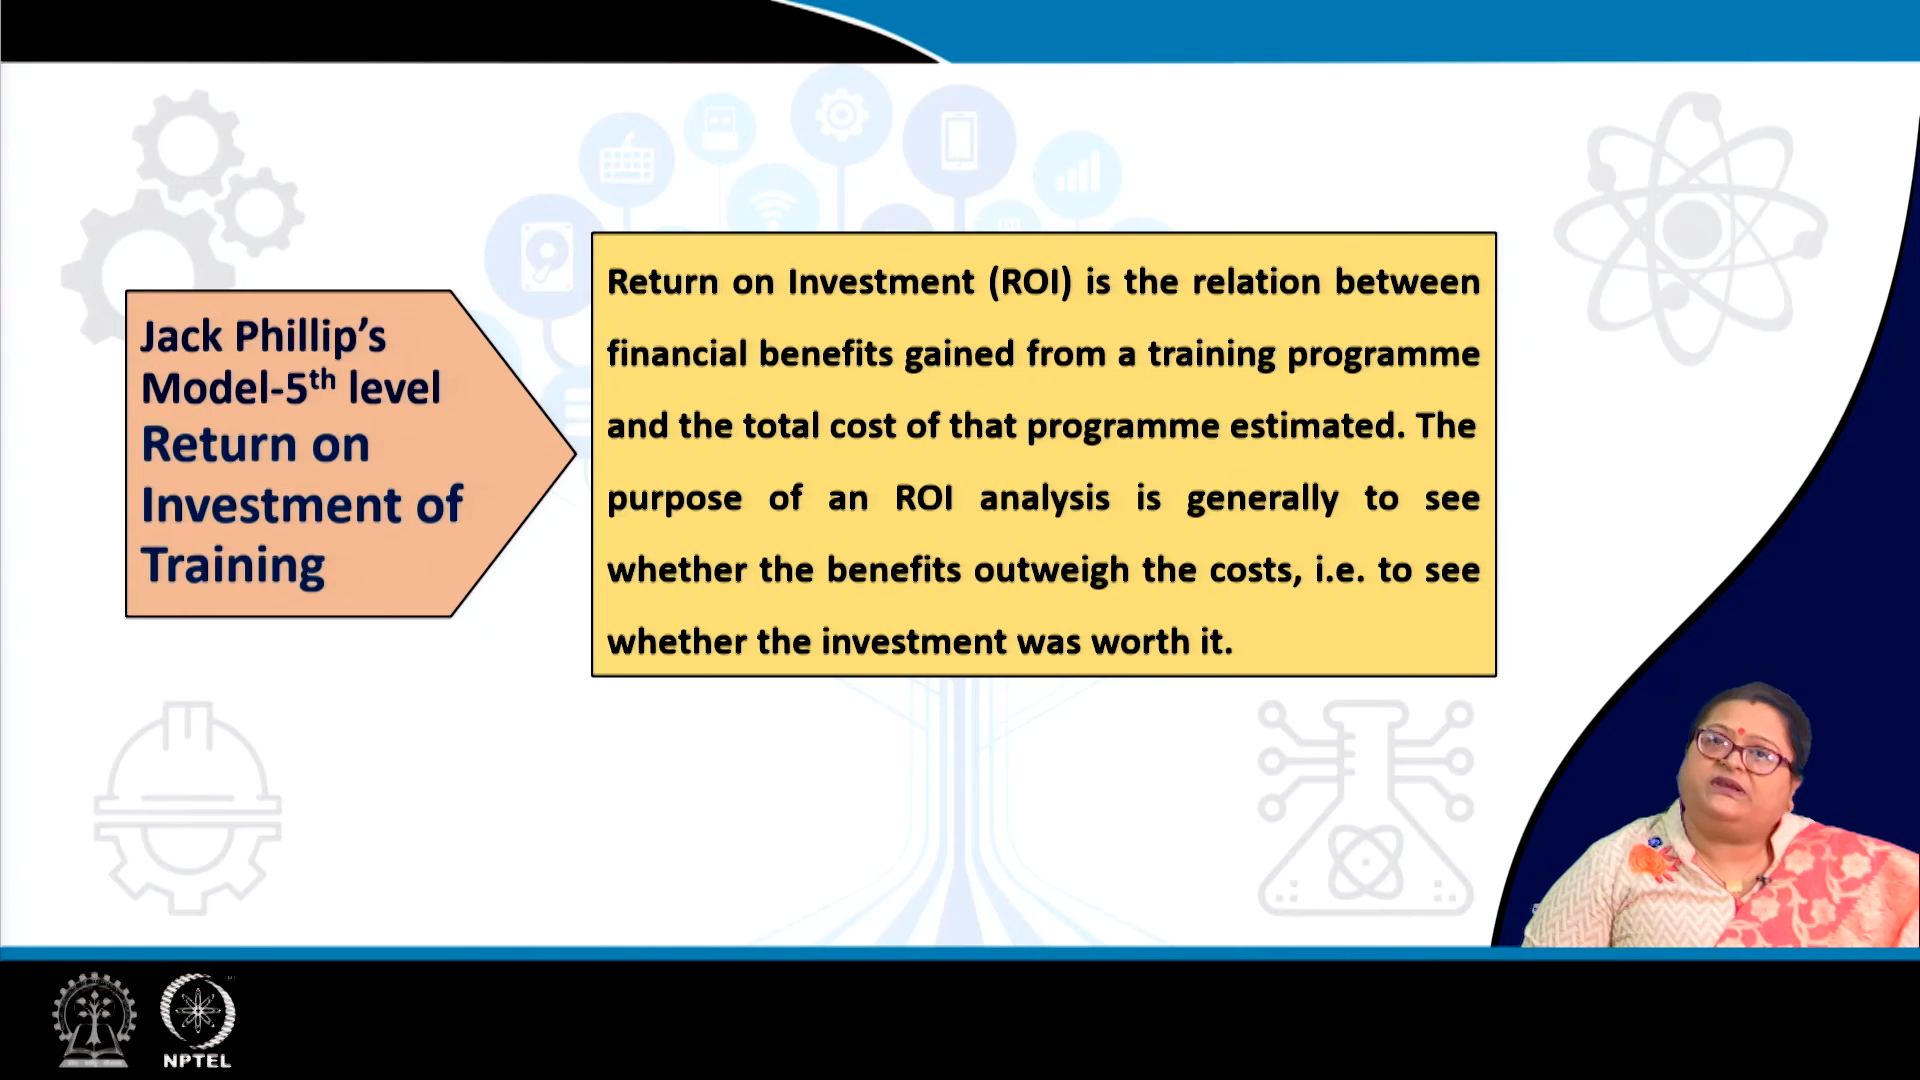 Jack Phillip's
Model-5th level
Return on
Investment of
Training
Return on Investment (ROI) is the relation between
financial benefits gained from a training programme
and the total cost of that programme estimated. The
purpose of an ROI analysis is generally to see
whether the benefits outweigh the costs, i.e. to see
whether the investment was worth it.
NPTEL